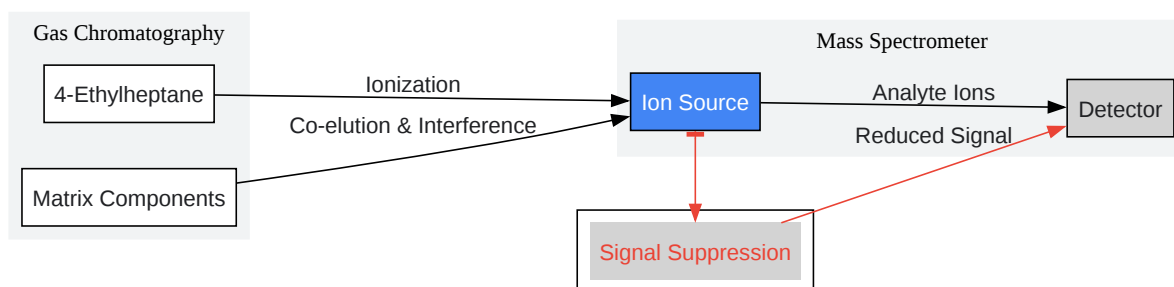 Gas Chromatography
4-Ethylheptane
Matrix Components
Ionization
Co-elution & Interference
Mass Spectrometer
Ion Source
Analyte Ions
Reduced Signal
Detector
Signal Suppression